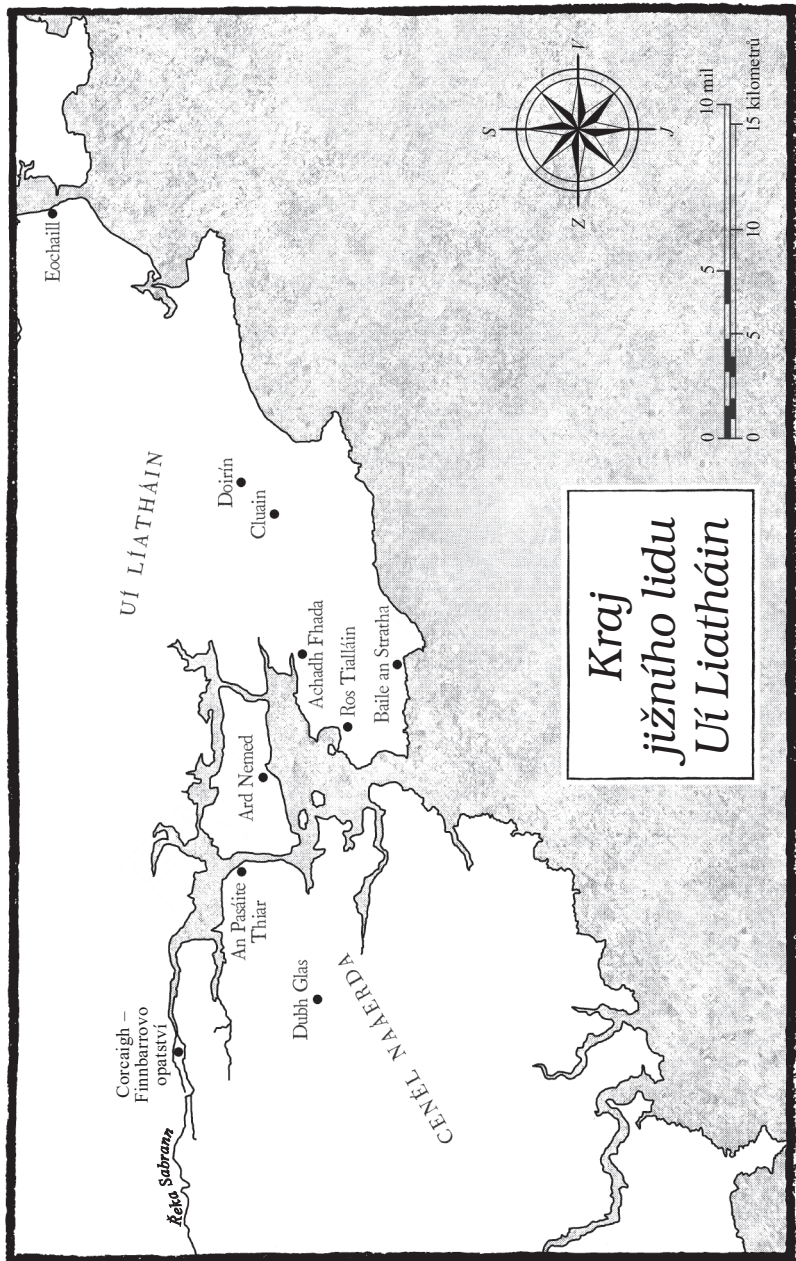 Eochaill
UÍ LÍATHÁIN
Doirín
Cluain
Achadh Fhada
Ros Tialláin
Baile an Stratha
Ard Nemed
An Pasáite
Thiar
Dubh Glas
CENÉL NAÁERDA
Corcaigh –
Finnbarrovo
opatství
Řeka Sabrann
S
V
J
Z
0
5
10 mil
0
5
10
15 kilometrů
Kraj
jižního lidu
Uí Liatháin